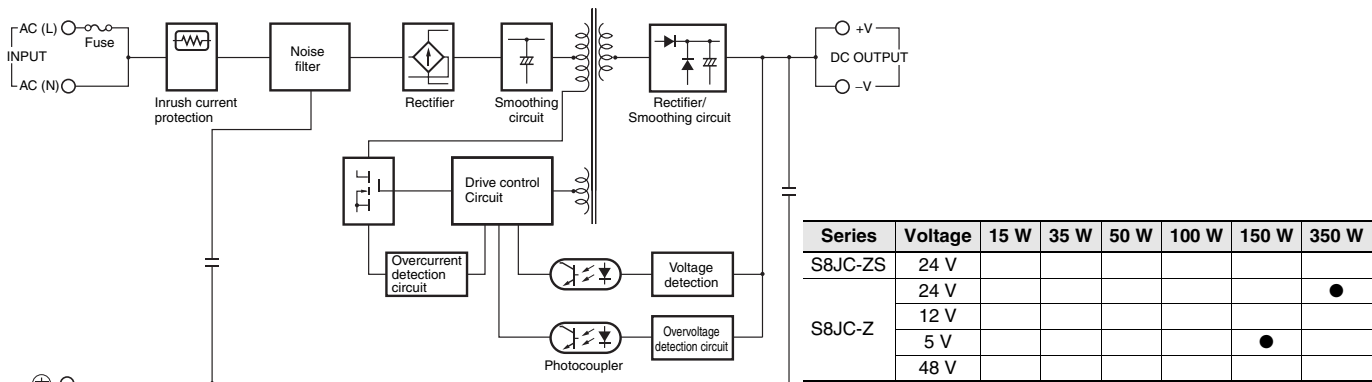 AC (L)
Fuse
INPUT
AC (N)
Inrush current
protection
Noise
filter
Rectifier
Smoothing
circuit
Rectifier/
Smoothing circuit
+V
DC OUTPUT
–V
Drive control
Circuit
Overcurrent
detection
circuit
Voltage
detection
Overvoltage
detection circuit
Photocoupler
Series Voltage 15 W 35 W 50 W 100 W 150 W 350 W
S8JC-ZS 24 V
S8JC-Z 24 V ●
12 V
5 V ●
48 V